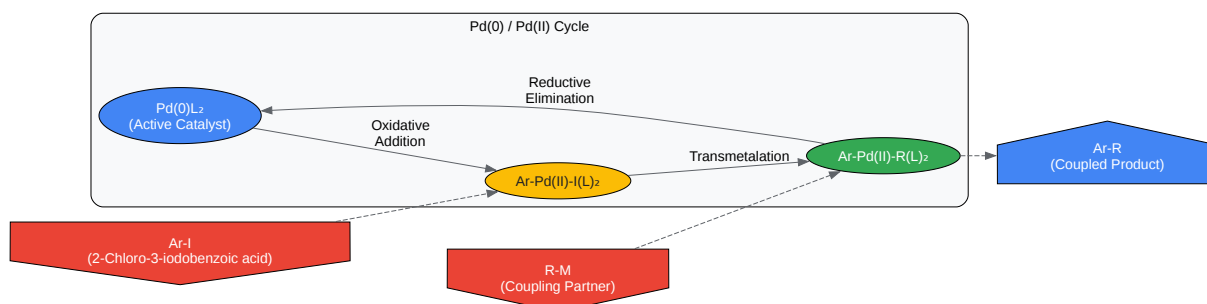 Pd(0) / Pd(II) Cycle
Reductive
Elimination
Pd(0)L₂
(Active Catalyst)
Oxidative
Addition
Transmetalation
Ar-Pd(II)-R(L)₂
Ar-R
(Coupled Product)
Ar-Pd(II)-I(L)₂
Ar-I
(2-Chloro-3-iodobenzoic acid)
R-M
(Coupling Partner)